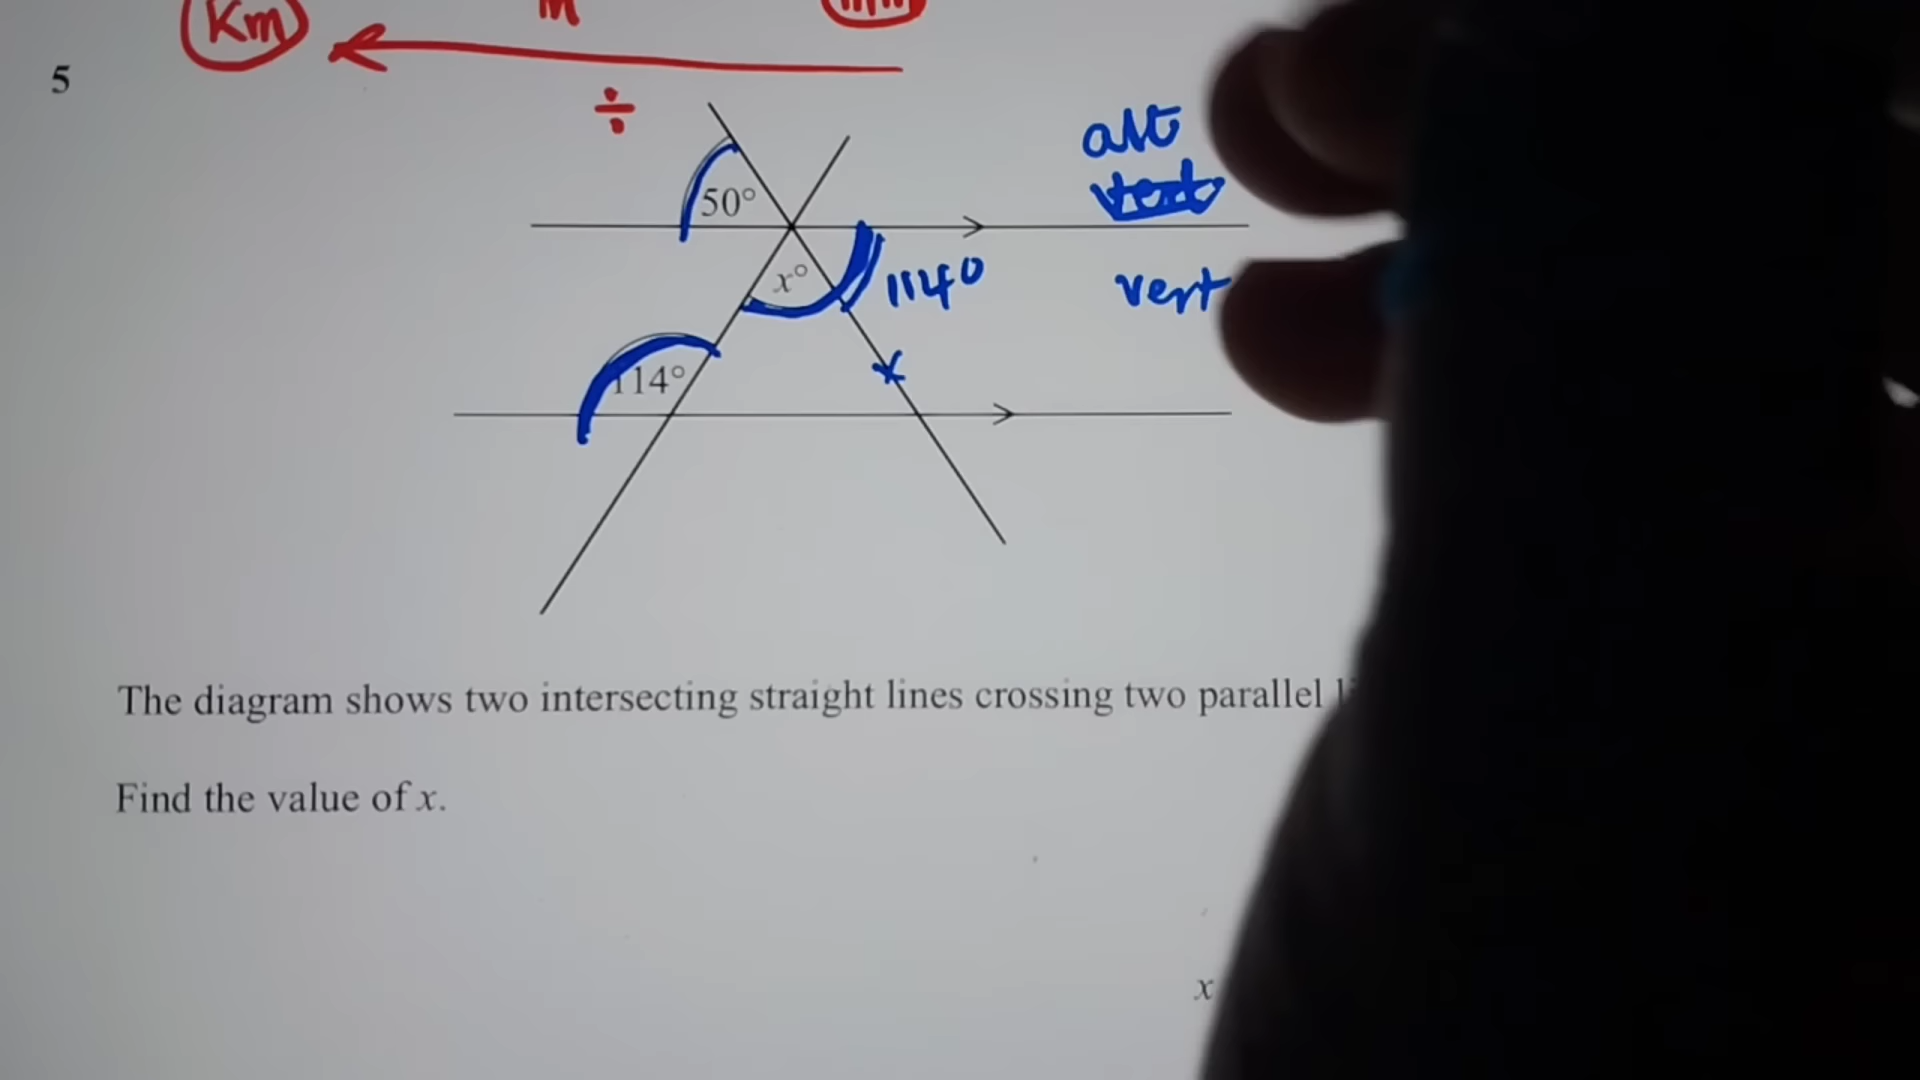 Km m
÷
5
alt
50°
x°
1140
vert
114°
x
The diagram shows two intersecting straight lines crossing two parallel
Find the value of x.
x